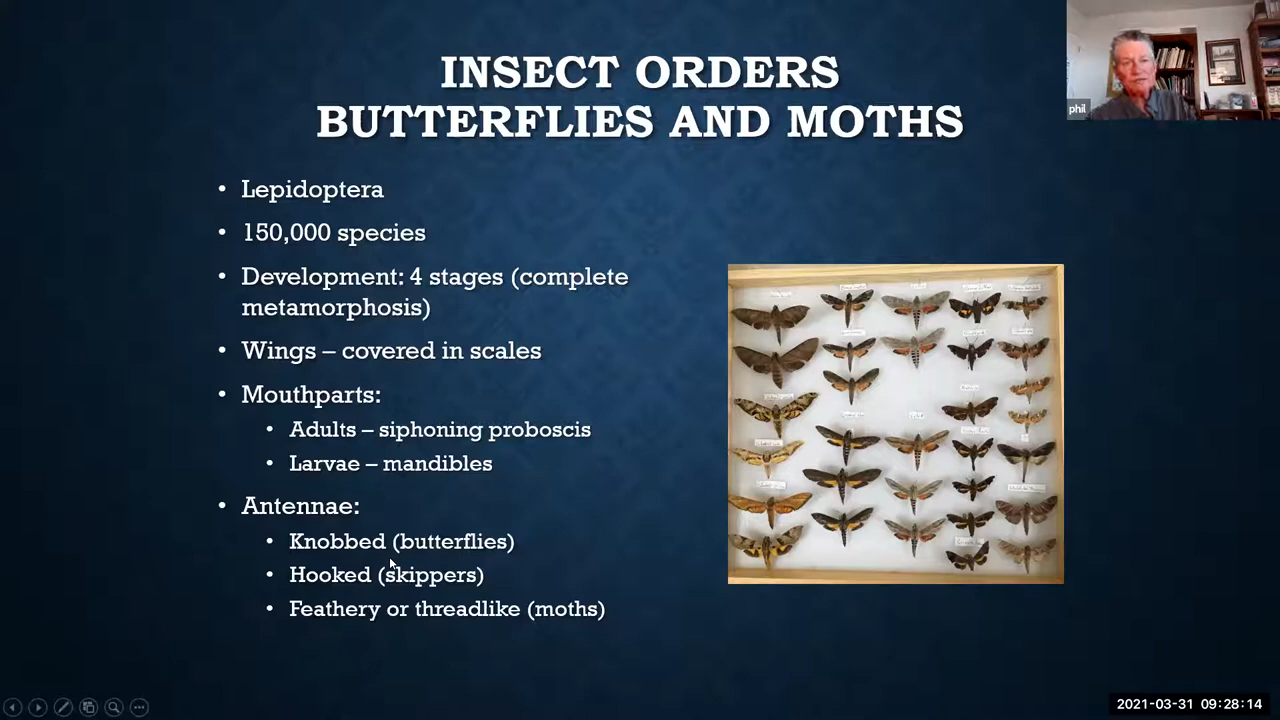 INSECT ORDERS
BUTTERFLIES AND MOTHS
phil
• Lepidoptera
• 150,000 species
• Development: 4 stages (complete
metamorphosis)
• Wings – covered in scales
• Mouthparts:
• Adults – siphoning proboscis
• Larvae – mandibles
• Antennae:
• Knobbed (butterflies)
• Hooked (skippers)
• Feathery or threadlike (moths)
2021-03-31 09:28:14